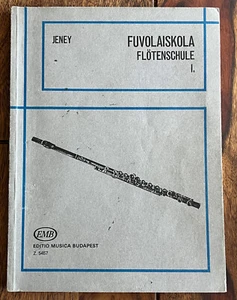 JENEY
FUVOLAISKOLA
FLÖTENSCHULE
I.
EMB
EDITIO MUSICA BUDAPEST
Z. 5457